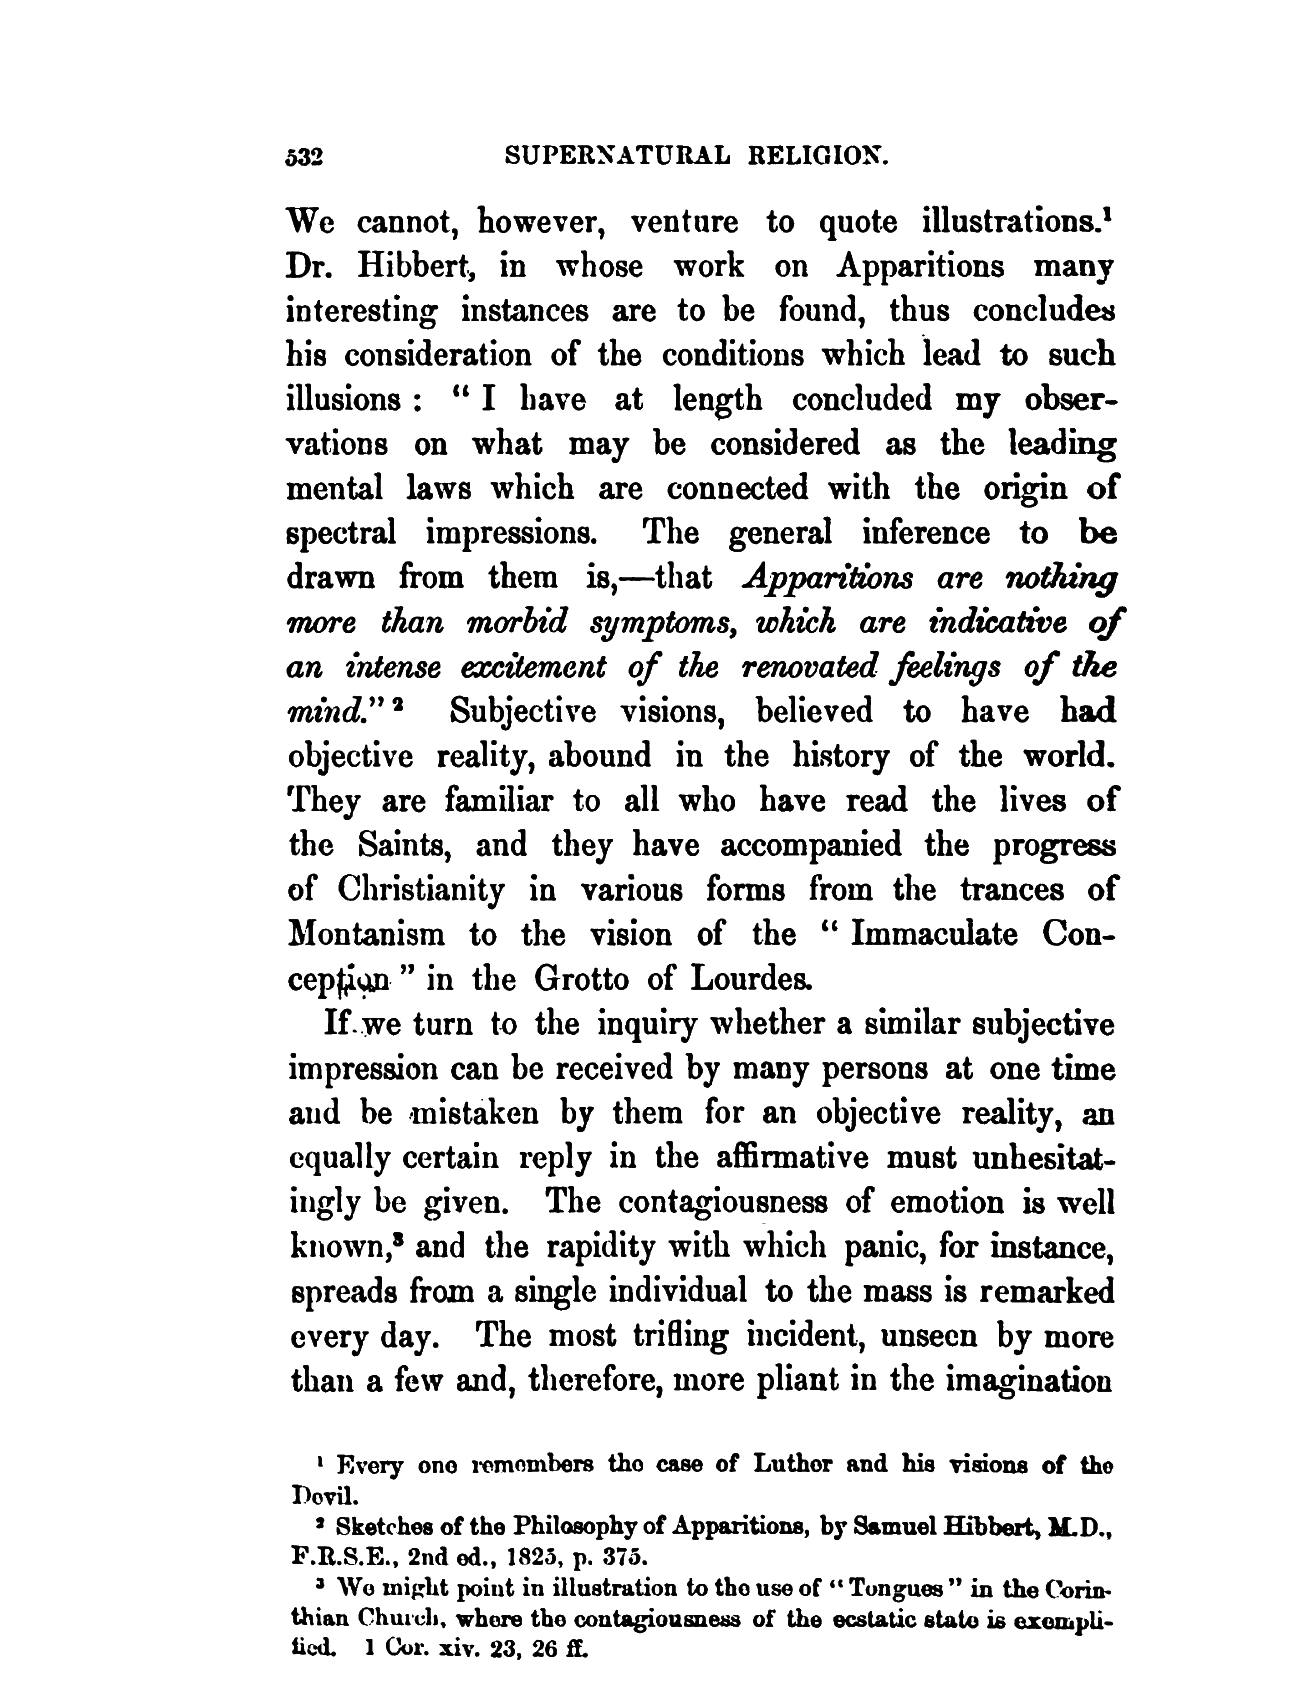 532 SUPERNATURAL RELIGION.
We cannot, however, venture to quote illustrations.¹
Dr. Hibbert, in whose work on Apparitions many
interesting instances are to be found, thus concludes
his consideration of the conditions which lead to such
illusions : “ I have at length concluded my obser-
vations on what may be considered as the leading
mental laws which are connected with the origin of
spectral impressions. The general inference to be
drawn from them is,—that Apparitions are nothing
more than morbid symptoms, which are indicative of
an intense excitement of the renovated feelings of the
mind.” ² Subjective visions, believed to have had
objective reality, abound in the history of the world.
They are familiar to all who have read the lives of
the Saints, and they have accompanied the progress
of Christianity in various forms from the trances of
Montanism to the vision of the “ Immaculate Con-
ception ” in the Grotto of Lourdes.
If we turn to the inquiry whether a similar subjective
impression can be received by many persons at one time
and be mistaken by them for an objective reality, an
equally certain reply in the affirmative must unhesitat-
ingly be given. The contagiousness of emotion is well
known,³ and the rapidity with which panic, for instance,
spreads from a single individual to the mass is remarked
every day. The most trifling incident, unseen by more
than a few and, therefore, more pliant in the imagination
¹ Every one remembers the case of Luther and his visions of the
Devil.
² Sketches of the Philosophy of Apparitions, by Samuel Hibbert, M.D.,
F.R.S.E., 2nd ed., 1825, p. 375.
³ We might point in illustration to the use of “ Tongues ” in the Corin-
thian Church, where the contagiousness of the ecstatic state is exempli-
fied. 1 Cor. xiv. 23, 26 ff.